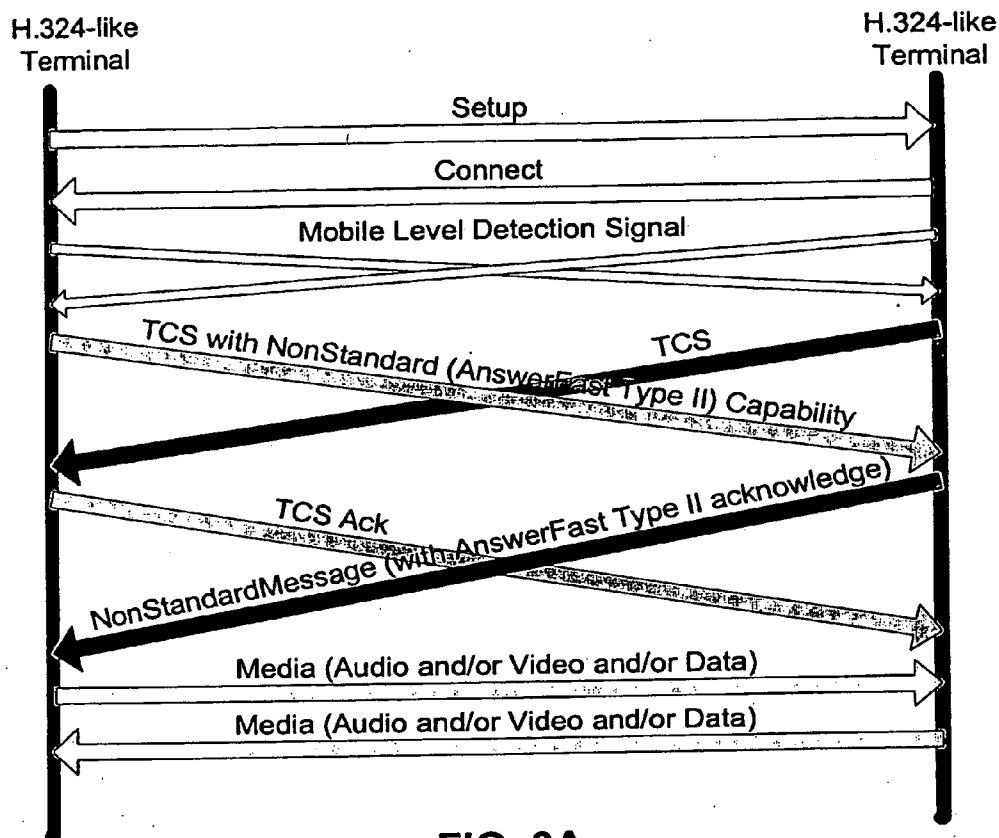 H.324-like
Terminal
H.324-like
Terminal
Setup
Connect
Mobile Level Detection Signal
TCS with NonStandard (AnswerFast Type II) Capability
TCS
TCS Ack
NonStandardMessage (with AnswerFast Type II acknowledge)
Media (Audio and/or Video and/or Data)
Media (Audio and/or Video and/or Data)